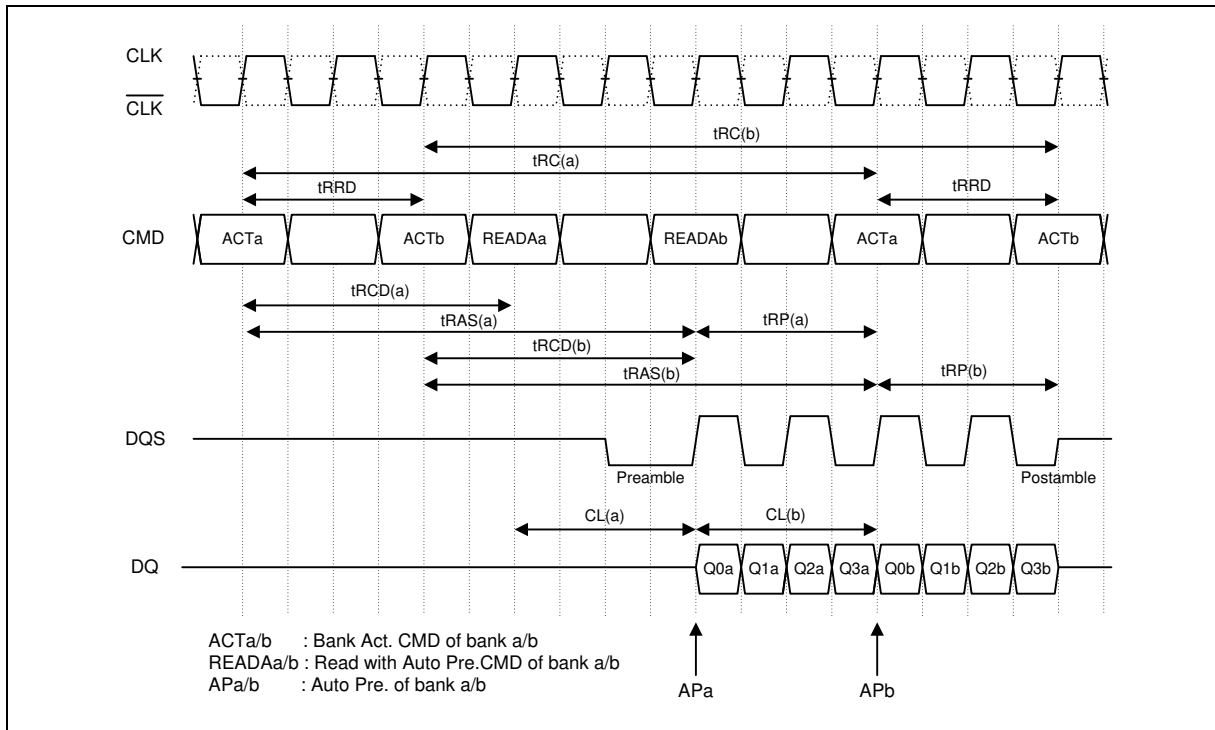 CLK
CLK
tRC(b)
tRC(a)
tRRD
tRRD
CMD
ACTa
ACTb
READAa
READAb
ACTa
ACTb
tRCD(a)
tRAS(a)
tRP(a)
tRCD(b)
tRAS(b)
tRP(b)
DQS
Preamble
Postamble
CL(a)
CL(b)
DQ
Q0a
Q1a
Q2a
Q3a
Q0b
Q1b
Q2b
Q3b
ACTa/b : Bank Act. CMD of bank a/b
READAa/b : Read with Auto Pre.CMD of bank a/b
APa/b : Auto Pre. of bank a/b
APa
APb